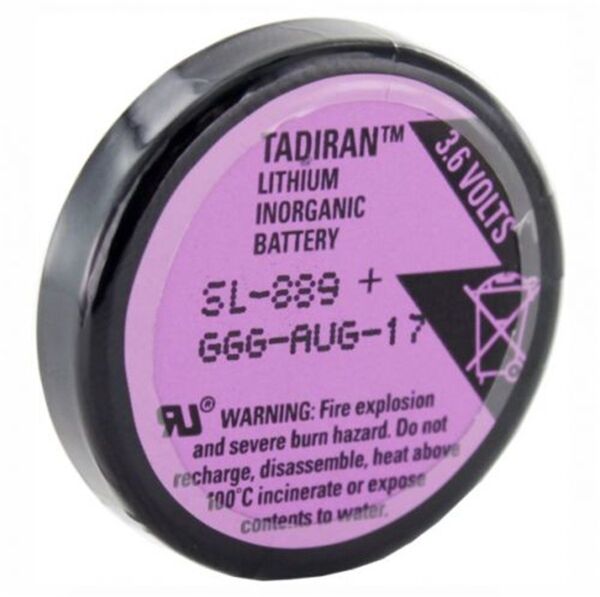 TADIRAN™
3.6 VOLTS
LITHIUM
INORGANIC
BATTERY
SL-889 +
GGG-AUG-17
RU® WARNING: Fire explosion
and severe burn hazard. Do not
recharge, disassemble, heat above
100°C incinerate or expose
contents to water.